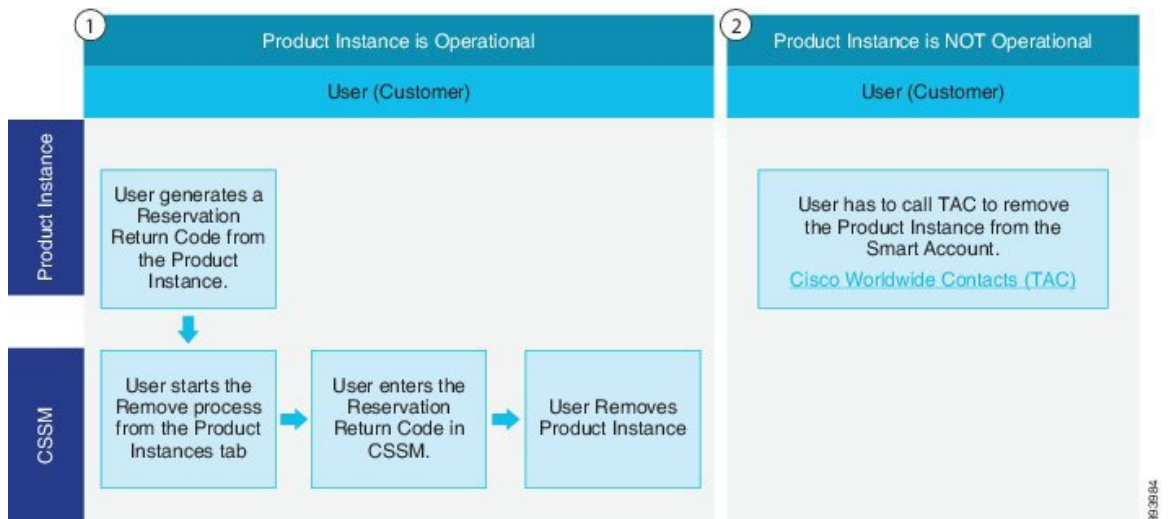 1
Product Instance is Operational
User (Customer)
2
Product Instance is NOT Operational
User (Customer)
Product Instance
User generates a
Reservation
Return Code from
the Product
Instance.
User has to call TAC to remove
the Product Instance from the
Smart Account.
Cisco Worldwide Contacts (TAC)
CSSM
User starts the
Remove process
from the Product
Instances tab
User enters the
Reservation
Return Code in
CSSM.
User Removes
Product Instance